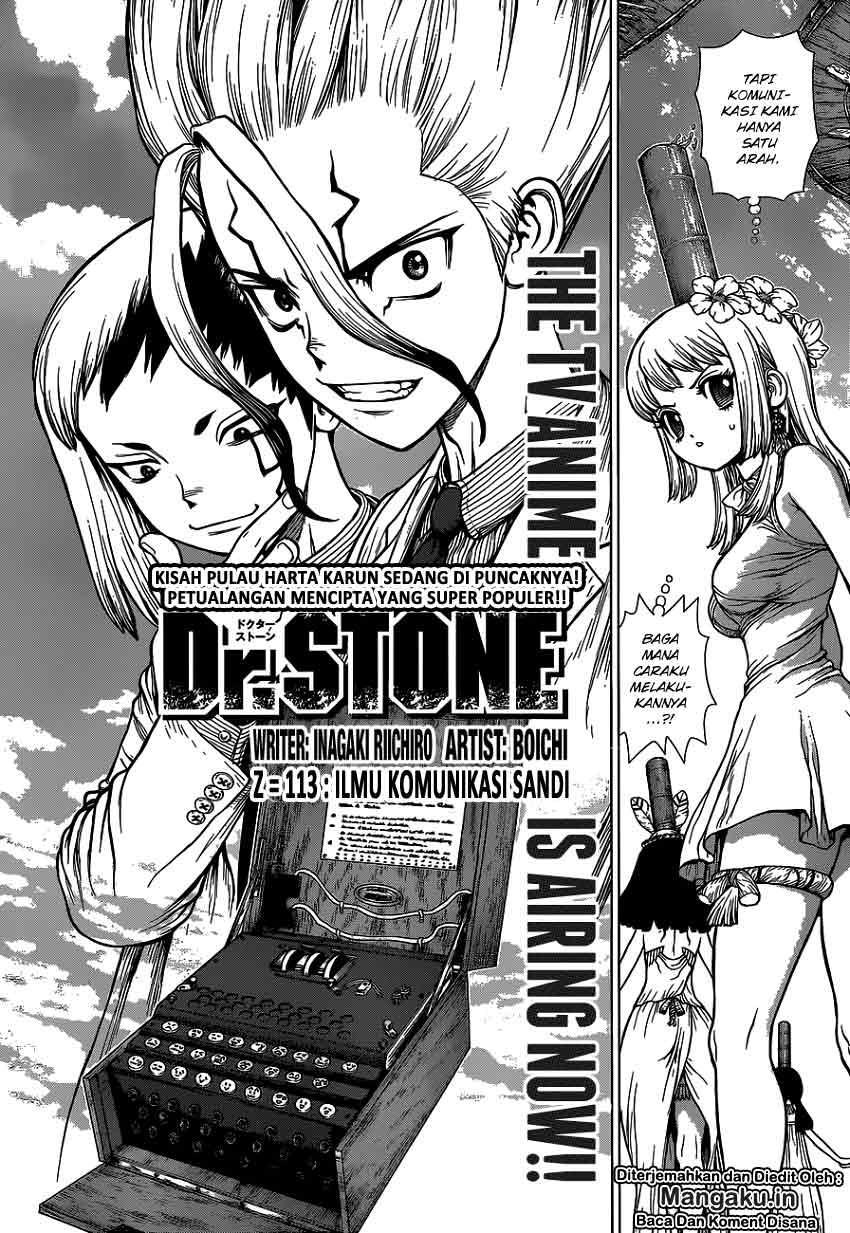 TAPI
KOMUNI-
KASI KAMI
HANYA
SATU
ARAH.
BAGA
MANA
CARAKU
MELAKU-
KANNYA
...?!
THE TV ANIME
IS AIRING NOW!!
KISAH PULAU HARTA KARUN SEDANG DI PUNCAKNYA!
PETUALANGAN MENCIPTA YANG SUPER POPULER!!
ドクター
ストーン
Dr.STONE
WRITER: INAGAKI RIICHIRO ARTIST: BOICHI
Z = 113 : ILMU KOMUNIKASI SANDI
Diterjemahkan dan Diedit Oleh :
Mangaku.in
Baca Dan Koment Disana